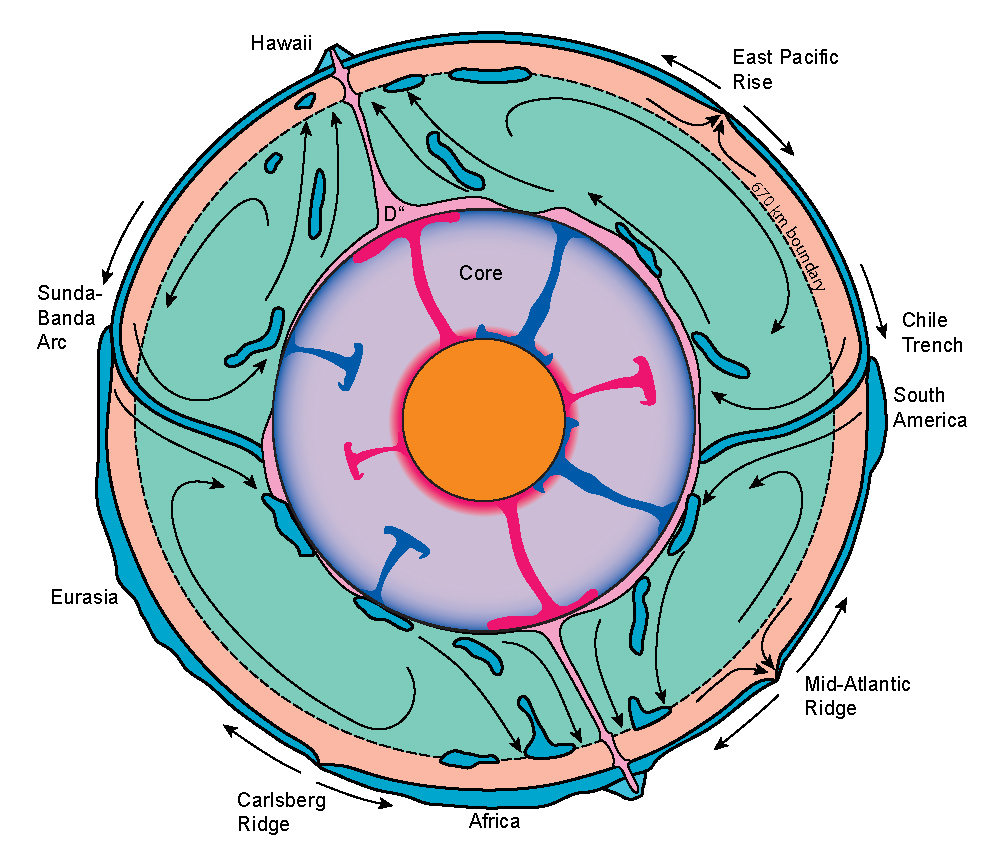 Hawaii
East Pacific
Rise
D“
Core
670 km boundary
Sunda-
Banda
Arc
Chile
Trench
South
America
Eurasia
Mid-Atlantic
Ridge
Carlsberg
Ridge
Africa